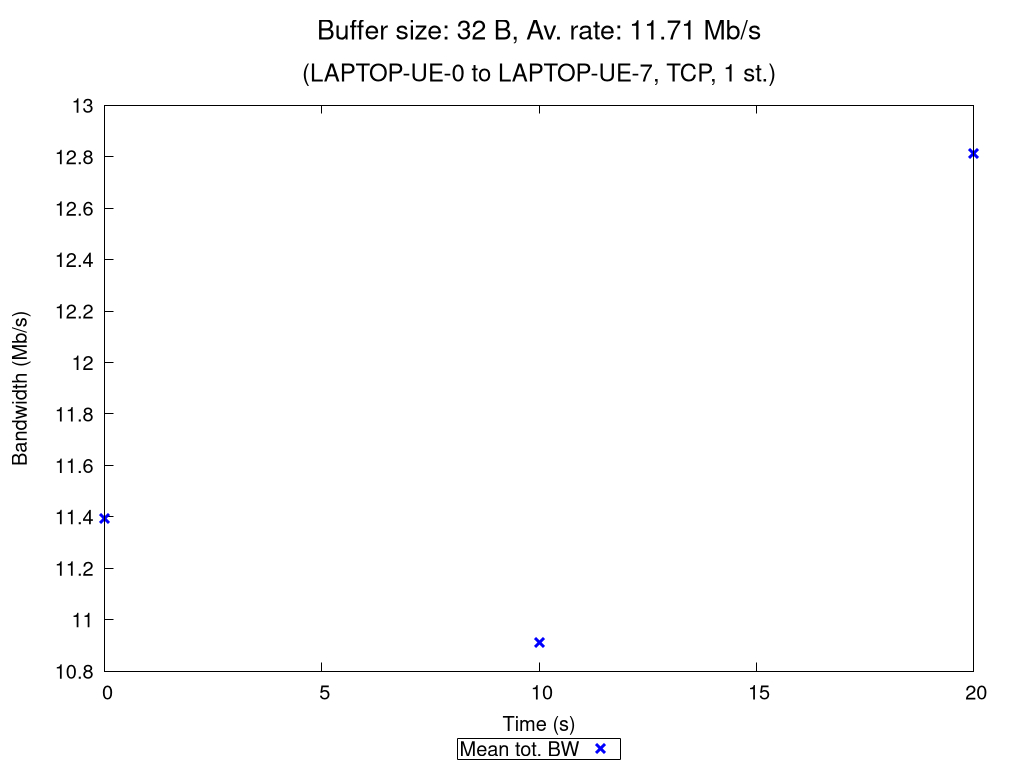 Buffer size: 32 B, Av. rate: 11.71 Mb/s
(LAPTOP-UE-0 to LAPTOP-UE-7, TCP, 1 st.)
13
12.8
12.6
12.4
12.2
12
11.8
11.6
11.4
11.2
11
10.8
Bandwidth (Mb/s)
0 5 10 15 20
Time (s)
Mean tot. BW